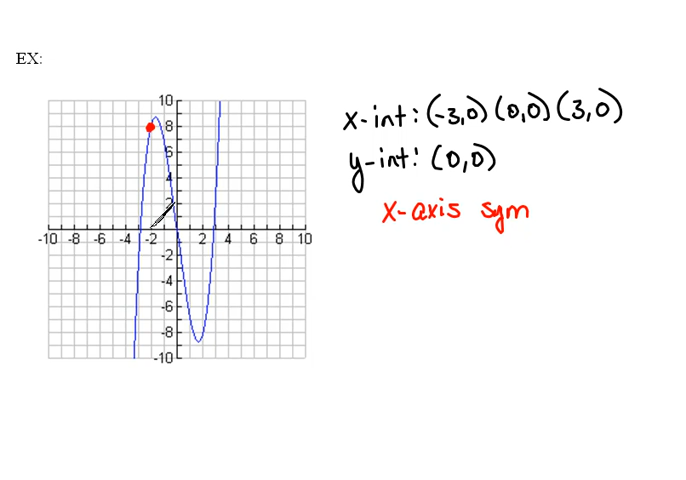 EX:
x-int: (-3,0) (0,0) (3,0)
y-int: (0,0)
x-axis sym
10
8
6
4
2
-10 -8 -6 -4 -2 2 4 6 8 10
-2
-4
-6
-8
-10